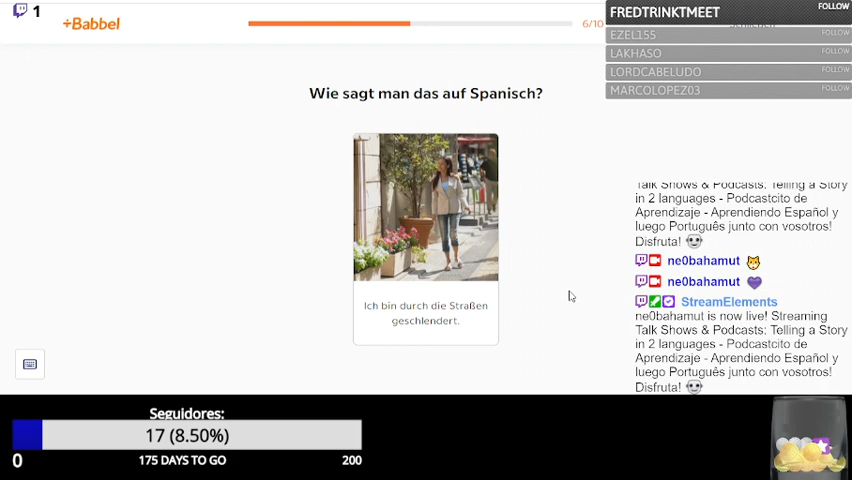 1
+Babbel
6/10
FREDTRINKTMEET FOLLOW
EZEL155 FOLLOW
LAKHASO FOLLOW
LORDCABELUDO FOLLOW
MARCOLOPEZ03 FOLLOW
Wie sagt man das auf Spanisch?
Ich bin durch die Straßen
geschlendert.
Talk Shows & Podcasts: Telling a Story
in 2 languages - Podcastcito de
Aprendizaje - Aprendiendo Español y
luego Português junto con vosotros!
Disfruta!
ne0bahamut
ne0bahamut
StreamElements
ne0bahamut is now live! Streaming
Talk Shows & Podcasts: Telling a Story
in 2 languages - Podcastcito de
Aprendizaje - Aprendiendo Español y
luego Português junto con vosotros!
Disfruta!
Seguidores:
17 (8.50%)
0 175 DAYS TO GO 200